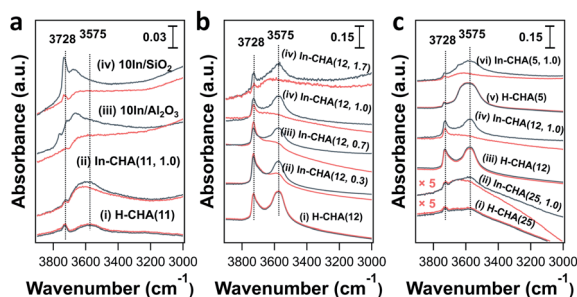 a
0.03
3728
3575
(iv) 10In/SiO2
(iii) 10In/Al2O3
(ii) In-CHA(11, 1.0)
(i) H-CHA(11)
Absorbance (a.u.)
3800 3600 3400 3200 3000
Wavenumber (cm-1)
b
0.15
3728
3575
(iv) In-CHA(12, 1.7)
(iv) In-CHA(12, 1.0)
(iii) In-CHA(12, 0.7)
(ii) In-CHA(12, 0.3)
(i) H-CHA(12)
Absorbance (a.u.)
3800 3400 3000
Wavenumber (cm-1)
c
0.15
3728
3575
(vi) In-CHA(5, 1.0)
(v) H-CHA(5)
(iv) In-CHA(12, 1.0)
(iii) H-CHA(12)
× 5
(ii) In-CHA(25, 1.0)
× 5
(i) H-CHA(25)
Absorbance (a.u.)
3800 3400 3000
Wavenumber (cm-1)